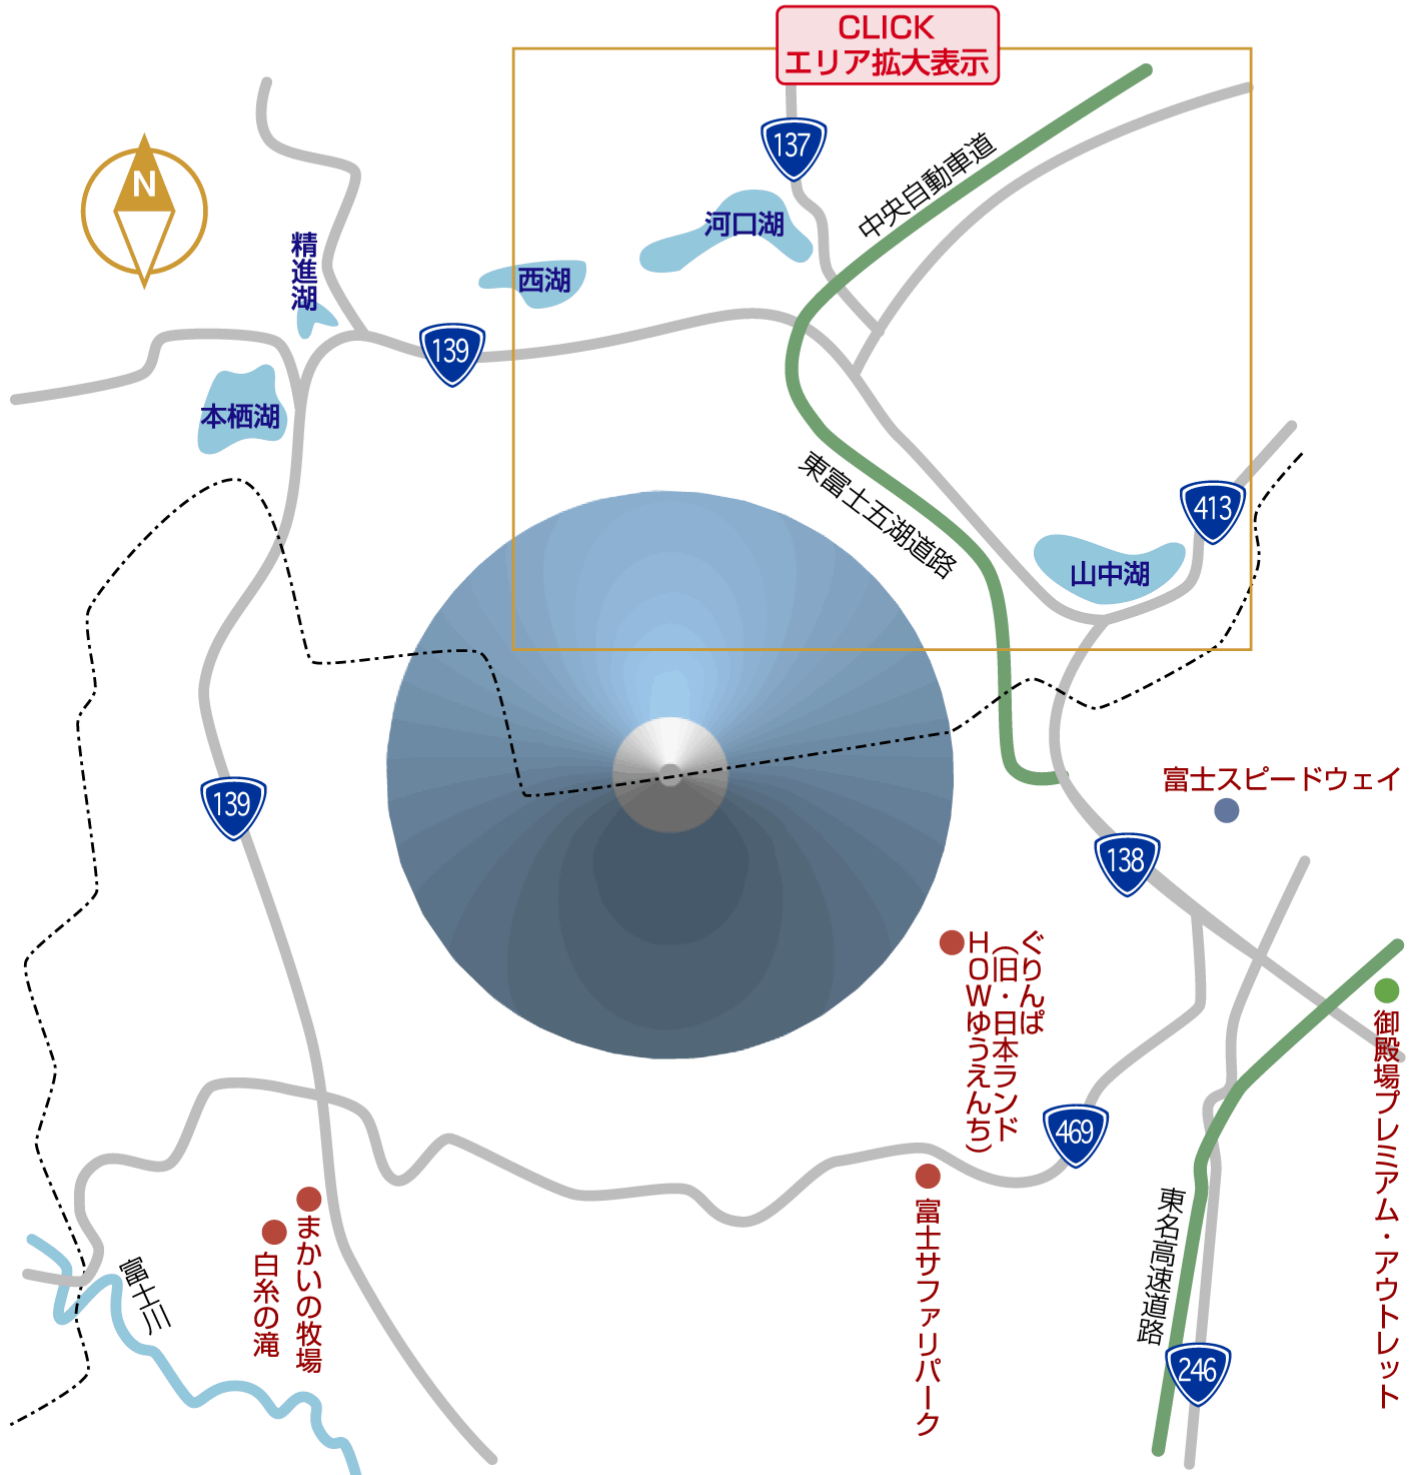 CLICK
エリア拡大表示
137
中央自動車道
N
河口湖
精進湖
西湖
139
本栖湖
東富士五湖道路
413
山中湖
富士スピードウェイ
139
138
ぐりんぱ
(旧・日本ランド
HOWゆうえんち)
御殿場プレミアム・アウトレット
469
富士サファリパーク
東名高速道路
まかいの牧場
白糸の滝
富士川
246